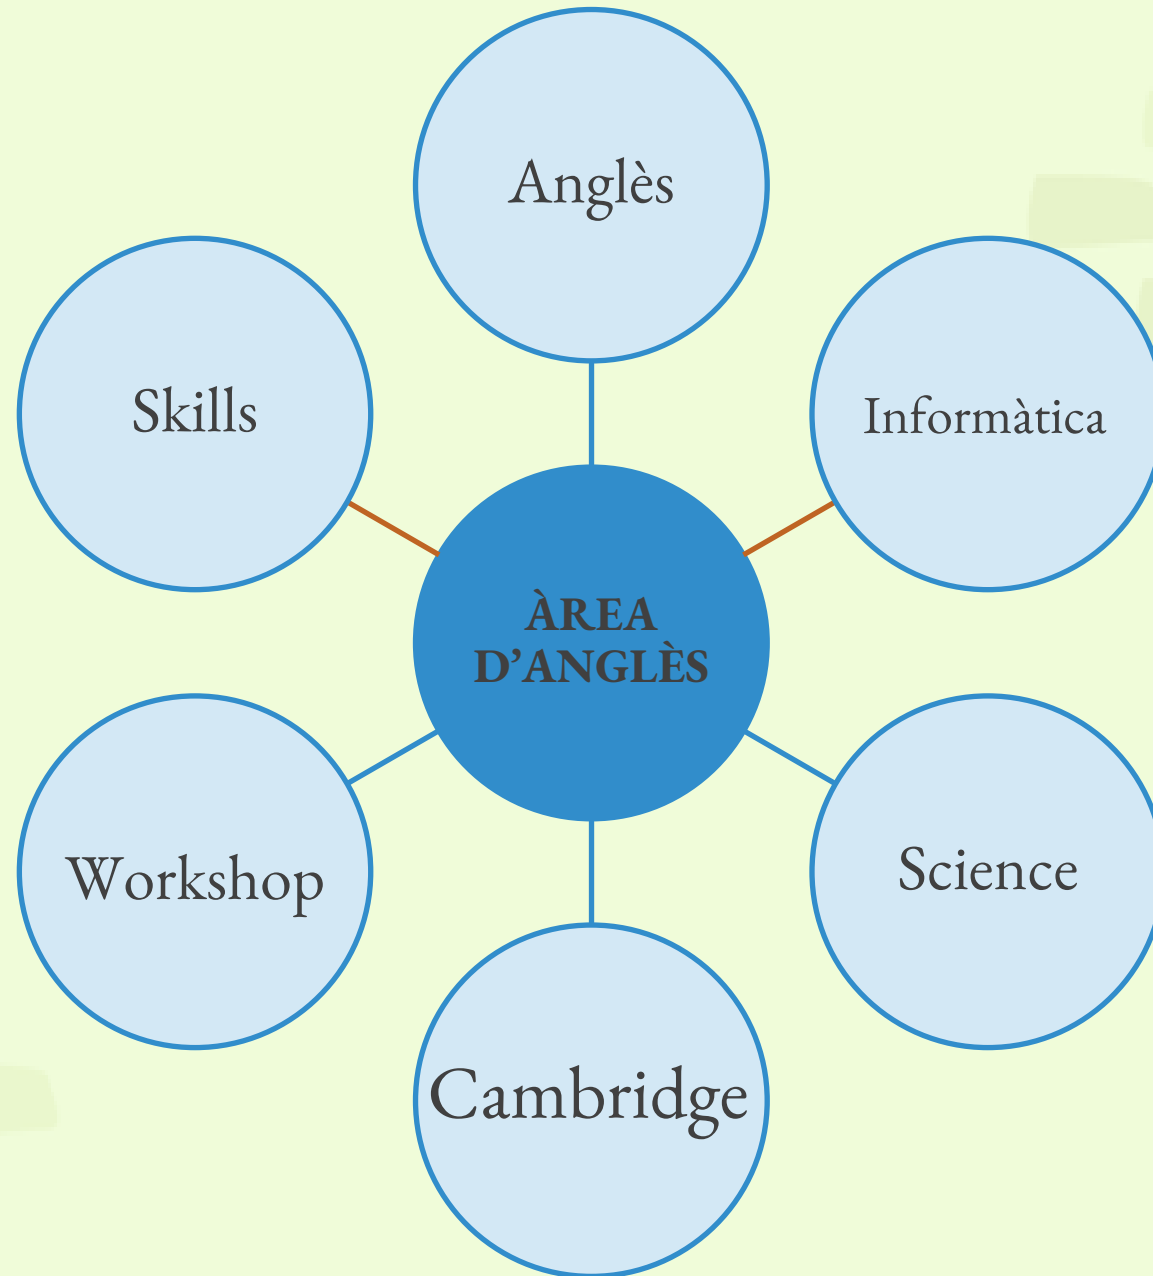 Anglès
Skills
Informàtica
ÀREA
D’ANGLÈS
Workshop
Science
Cambridge